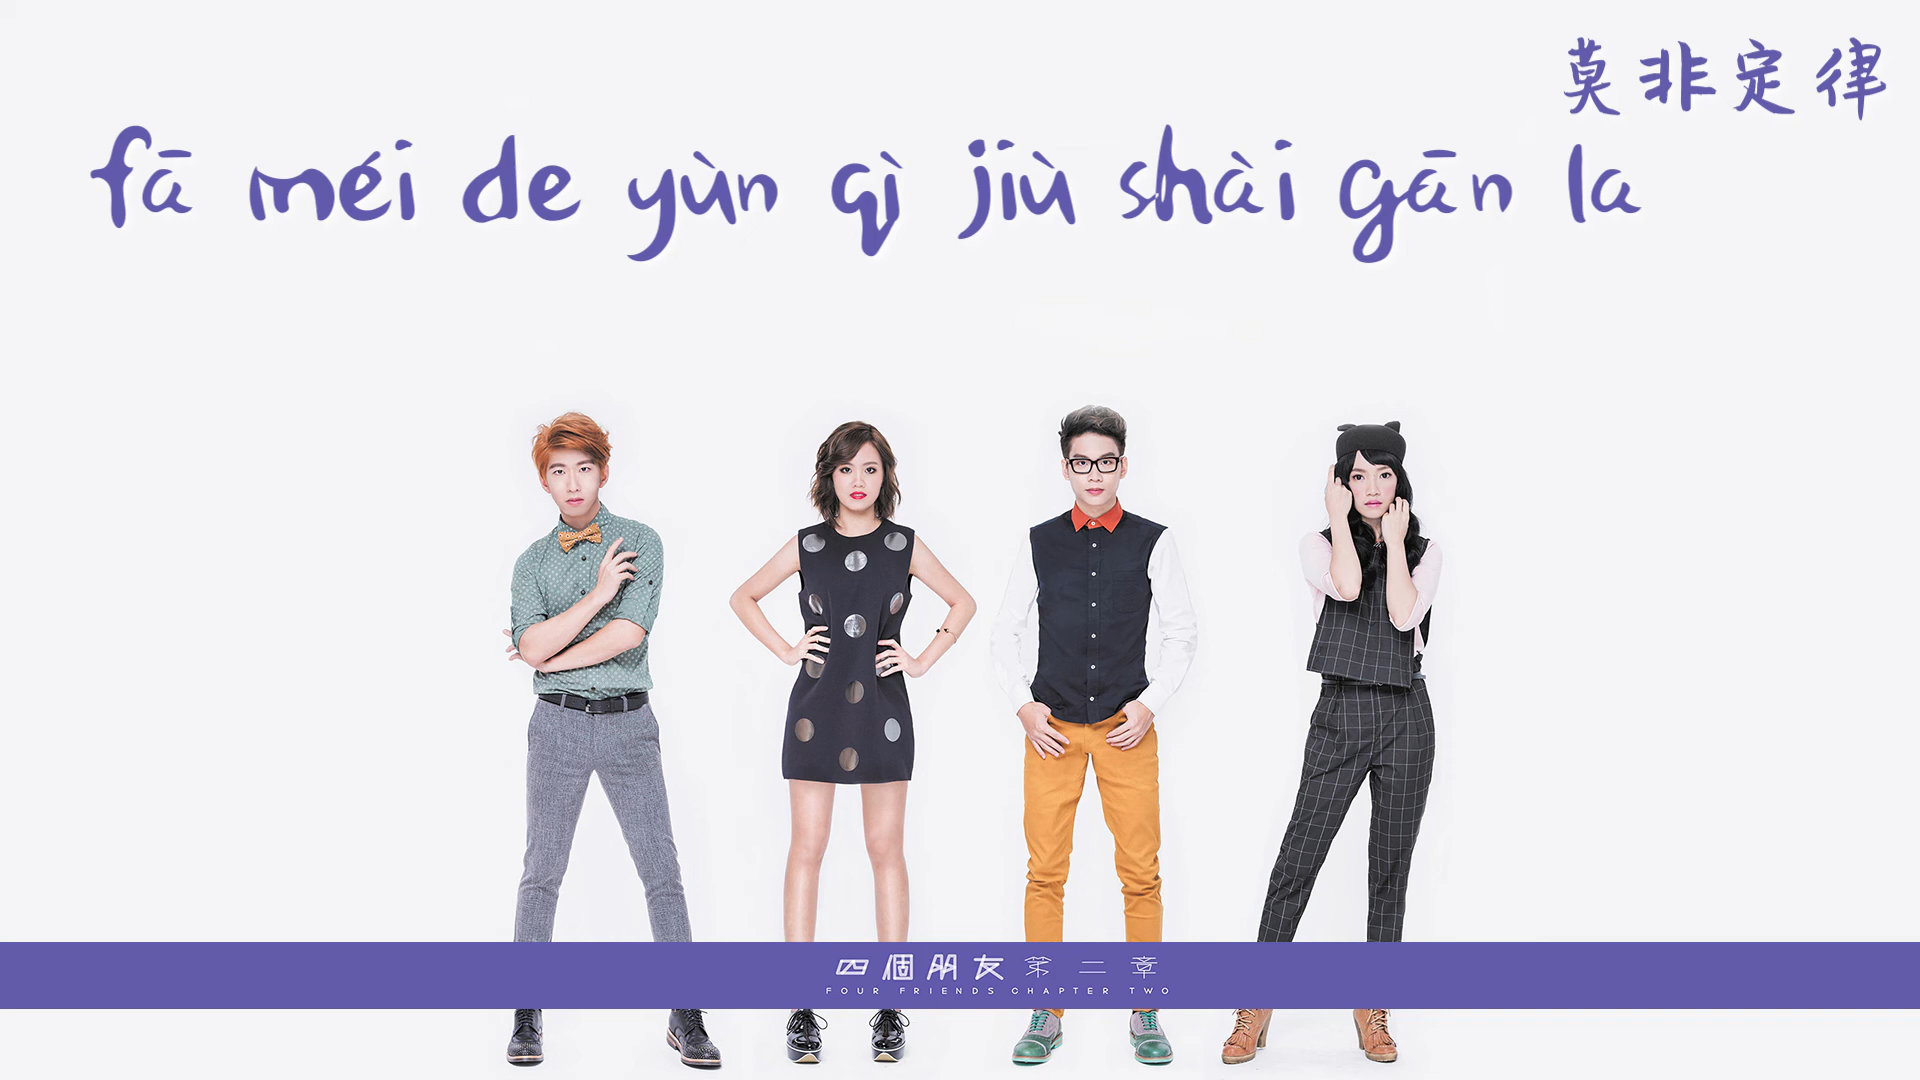 莫非定律
fā méi de yùn qì jiù shài gān la
四個朋友第二章
FOUR FRIENDS CHAPTER TWO